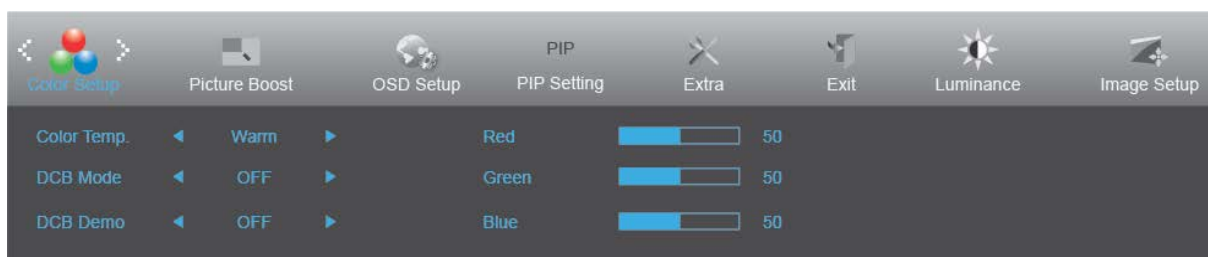 PIP
Color Setup Picture Boost OSD Setup PIP Setting Extra Exit Luminance Image Setup
Color Temp. Warm Red 50
DCB Mode OFF Green 50
DCB Demo OFF Blue 50